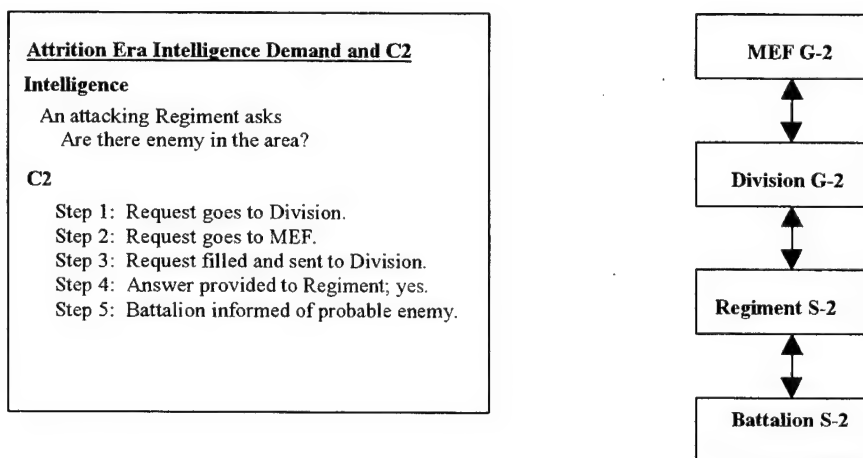 Attrition Era Intelligence Demand and C2
Intelligence
An attacking Regiment asks
Are there enemy in the area?
C2
Step 1: Request goes to Division.
Step 2: Request goes to MEF.
Step 3: Request filled and sent to Division.
Step 4: Answer provided to Regiment; yes.
Step 5: Battalion informed of probable enemy.
MEF G-2
Division G-2
Regiment S-2
Battalion S-2